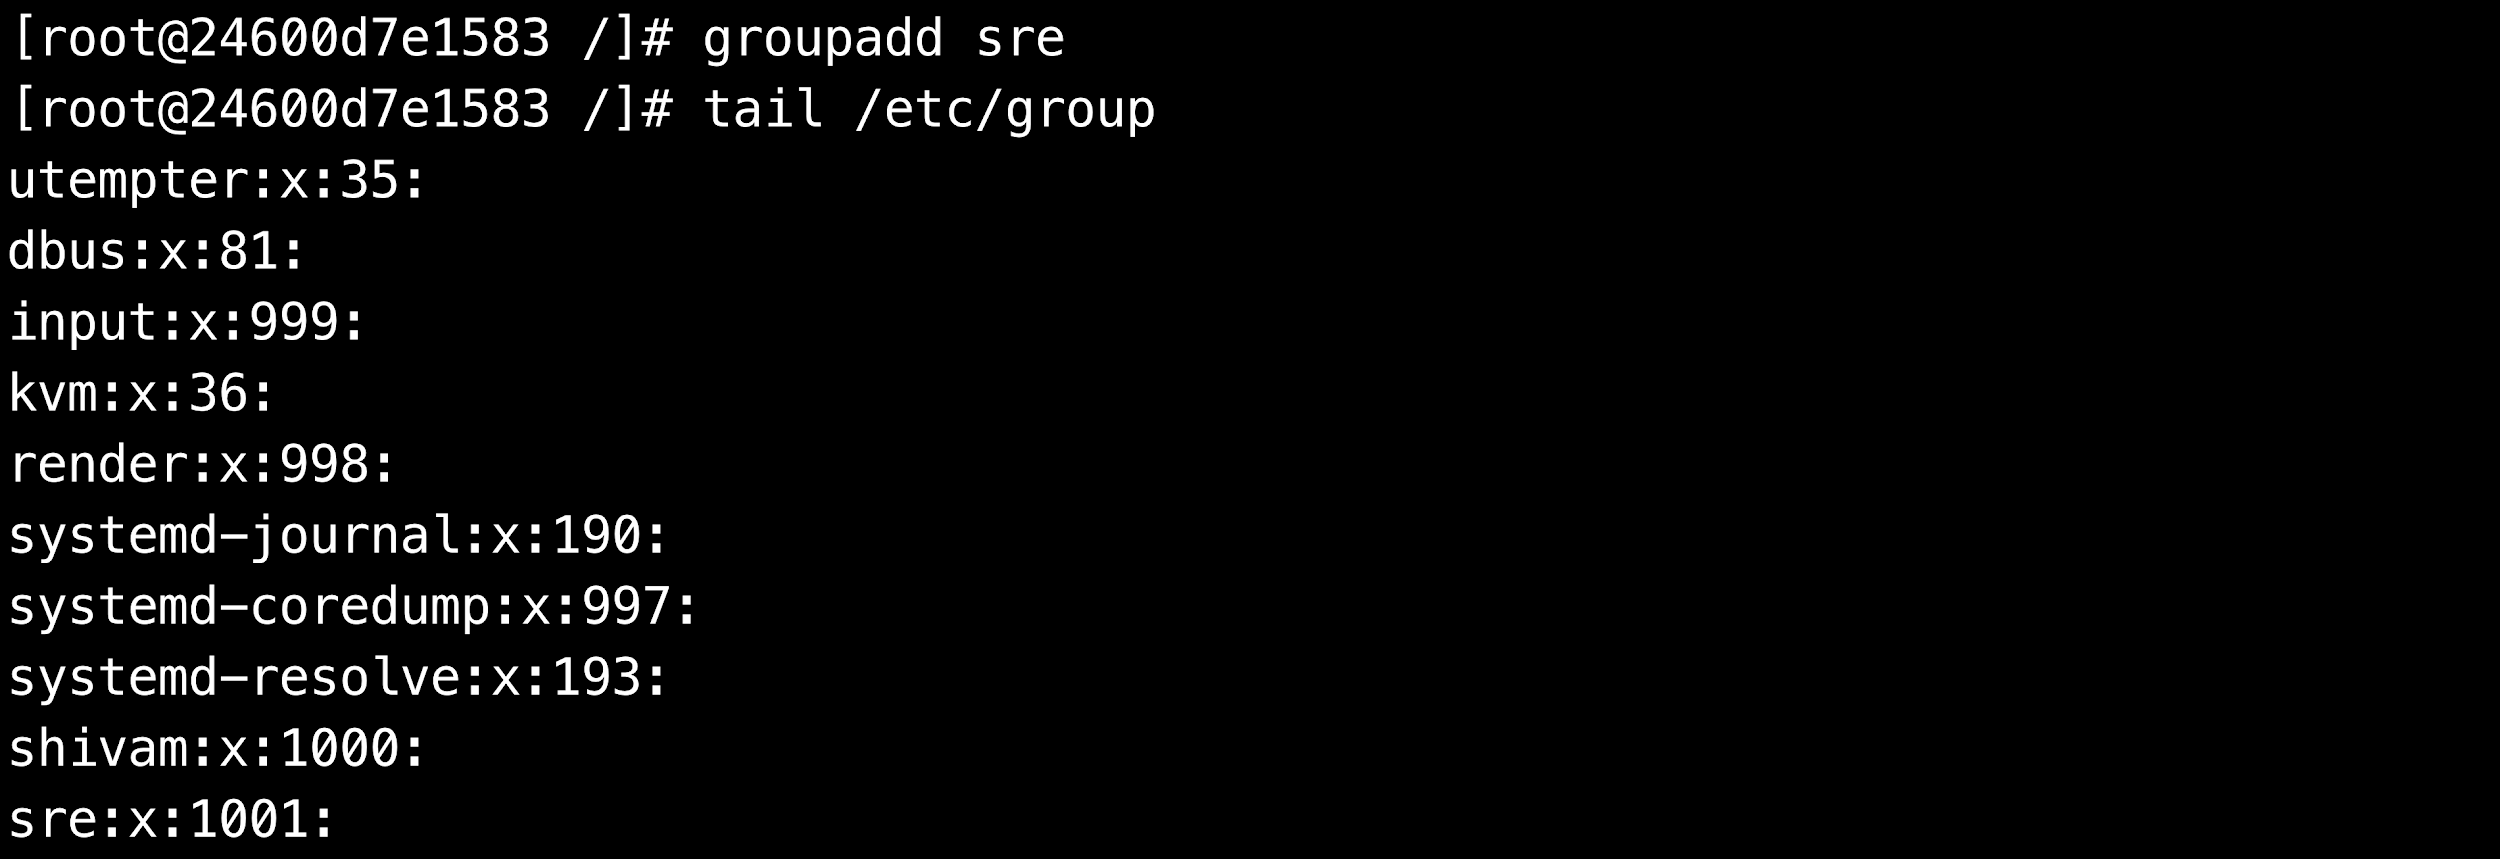 [root@24600d7e1583 /]# groupadd sre
[root@24600d7e1583 /]# tail /etc/group
utempter:x:35:
dbus:x:81:
input:x:999:
kvm:x:36:
render:x:998:
systemd-journal:x:190:
systemd-coredump:x:997:
systemd-resolve:x:193:
shivam:x:1000:
sre:x:1001: